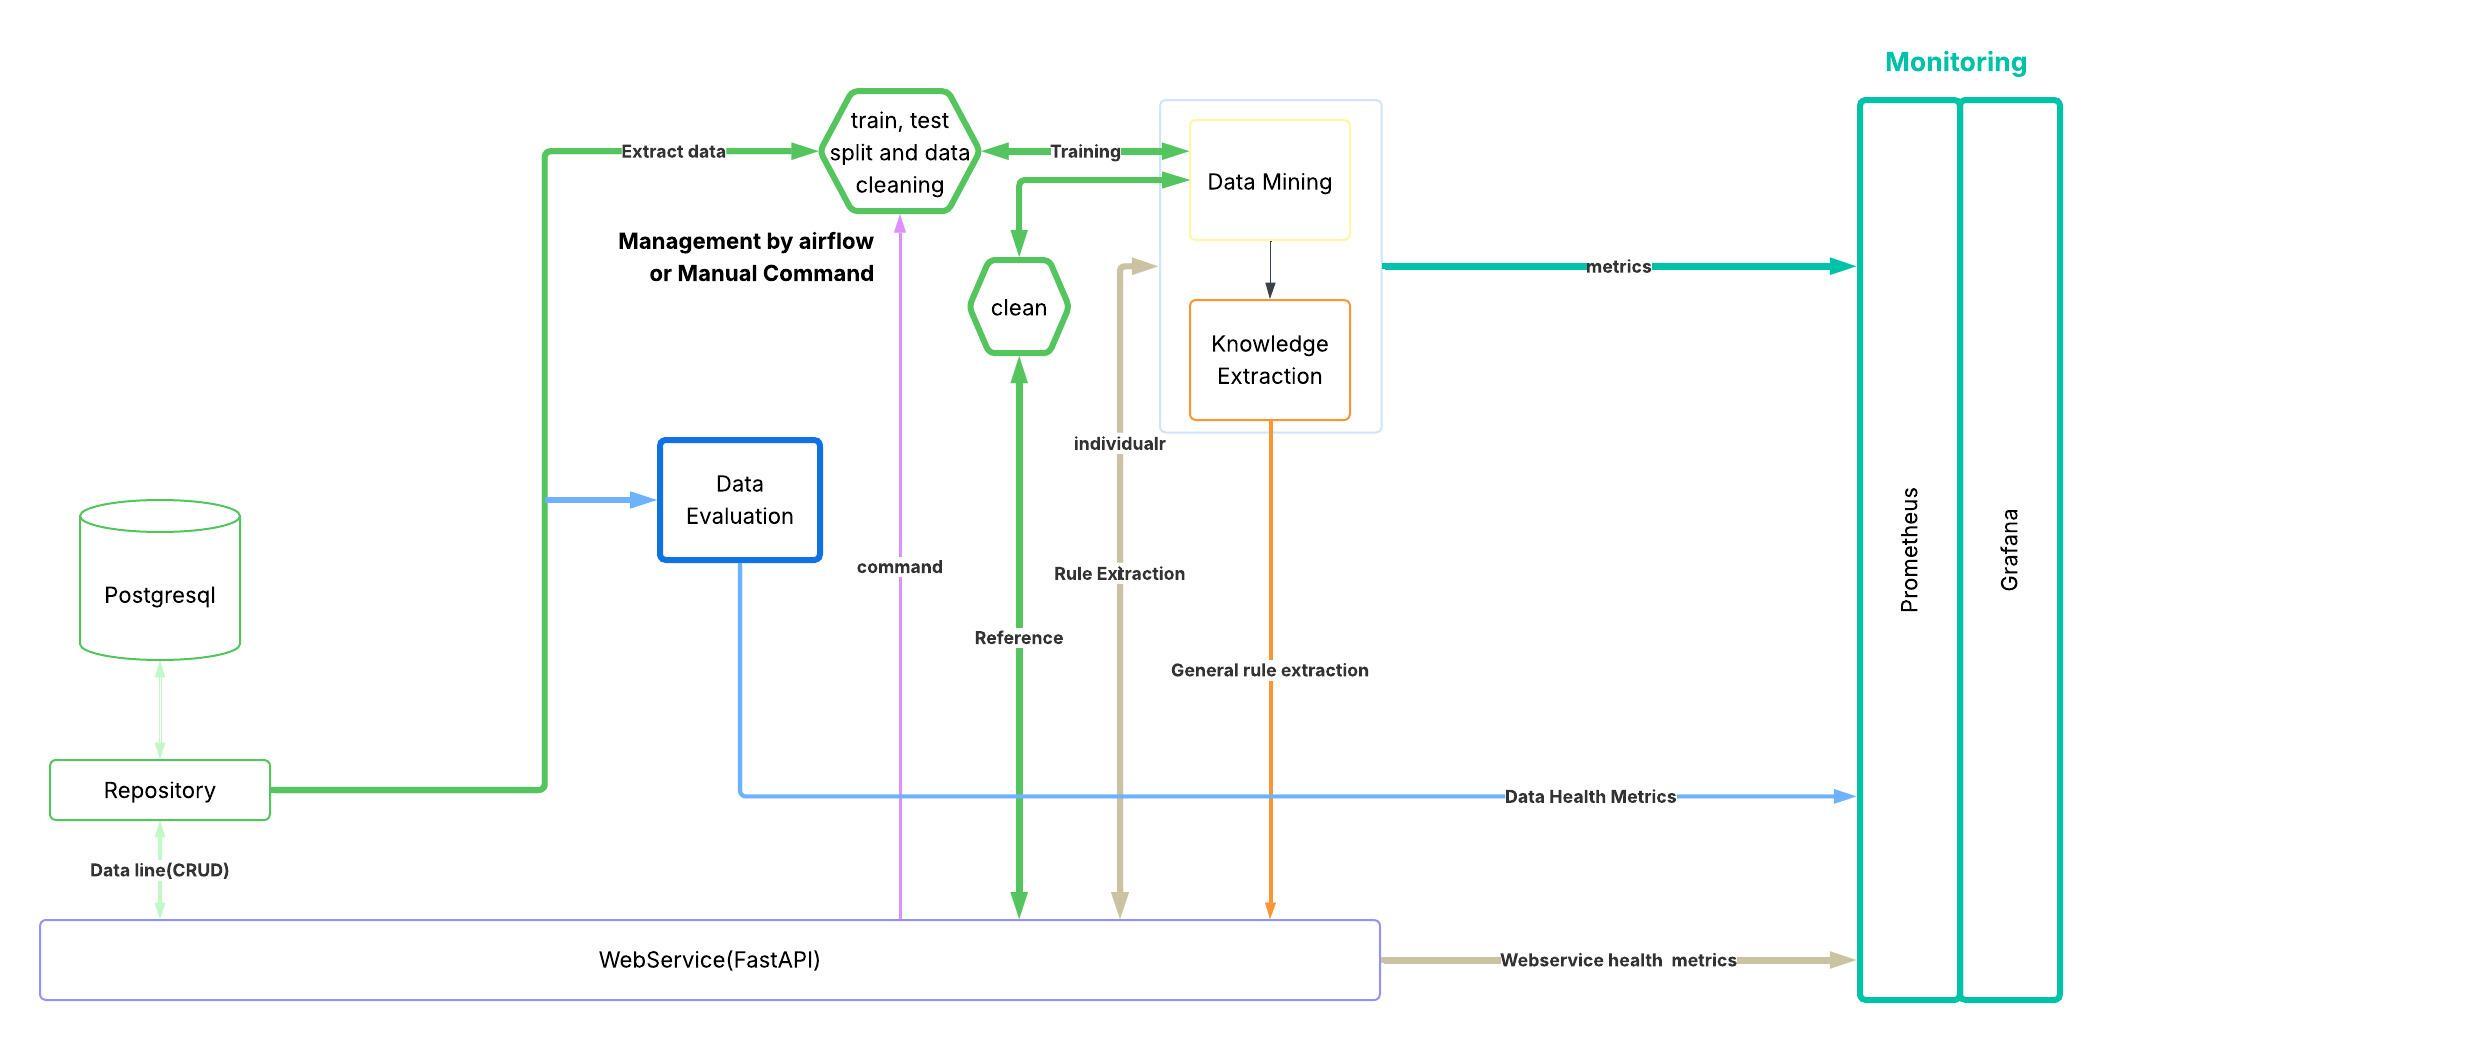 Monitoring
train, test
split and data
cleaning
Extract data
Training
Data Mining
Management by airflow
or Manual Command
metrics
clean
Knowledge
Extraction
individualr
Data
Evaluation
Prometheus
Grafana
command
Rule Extraction
Postgresql
Reference
General rule extraction
Repository
Data Health Metrics
Data line(CRUD)
WebService(FastAPI)
Webservice health  metrics